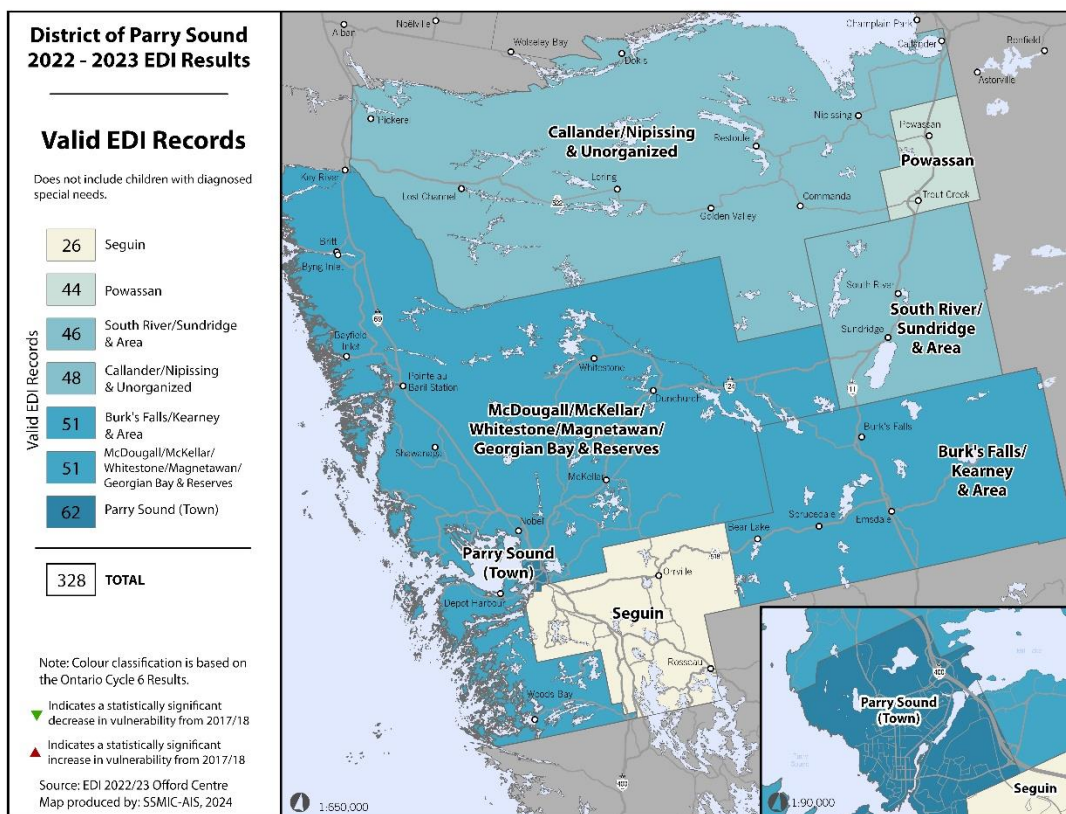 District of Parry Sound
2022 - 2023 EDI Results
Valid EDI Records
Does not include children with diagnosed
special needs.
Valid EDI Records
26 Seguin
44 Powassan
46 South River/Sundridge
& Area
48 Callander/Nipissing
& Unorganized
51 Burk's Falls/Kearney
& Area
51 McDougall/McKellar/
Whitestone/Magnetawan/
Georgian Bay & Reserves
62 Parry Sound (Town)
328 TOTAL
Note: Colour classification is based on
the Ontario Cycle 6 Results.
Indicates a statistically significant
decrease in vulnerability from 2017/18
Indicates a statistically significant
increase in vulnerability from 2017/18
Source: EDI 2022/23 Offord Centre
Map produced by: SSMIC-AIS, 2024
Alban
Noëlville
Wolseley Bay
Dokis
Champlain Park
Callander
Bonfield
Astorville
Pickerel
Callander/Nipissing
& Unorganized
Restoule
Nipissing
Powassan
Powassan
Key River
Lost Channel
Loring
522
Golden Valley
Commanda
Trout Creek
Britt
Byng Inlet
69
South River
South River/
Sundridge
& Area
Sundridge
Bayfield
Inlet
Pointe au
Baril Station
Whitestone
Dunchurch
124
11
McDougall/McKellar/
Whitestone/Magnetawan/
Georgian Bay & Reserves
Shawanaga
McKellar
Burk's Falls
Burk's Falls/
Kearney
& Area
Nobel
Bear Lake
Sprucedale
Emsdale
518
Parry Sound
(Town)
Orrville
Depot Harbour
Seguin
Rosseau
Woods Bay
400
1:650,000
400
Parry Sound
(Town)
Seguin
1:90,000